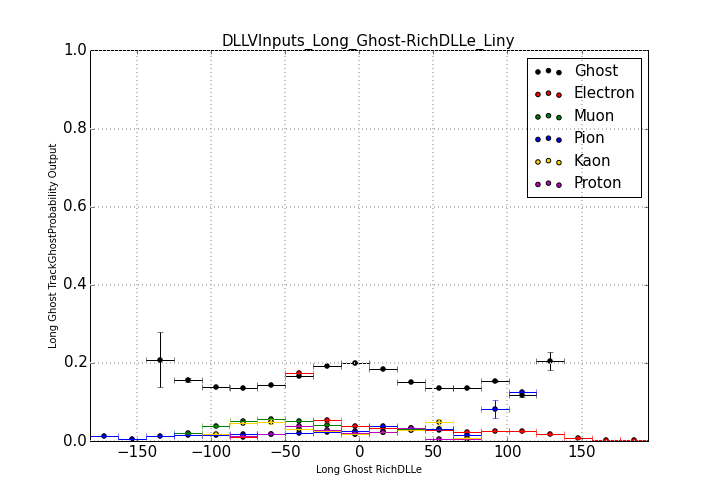 DLLVInputs_Long_Ghost-RichDLLe_Liny
1.0
0.8
0.6
0.4
0.2
0.0
Long Ghost TrackGhostProbability Output
Ghost
Electron
Muon
Pion
Kaon
Proton
−150 −100 −50 0 50 100 150
Long Ghost RichDLLe